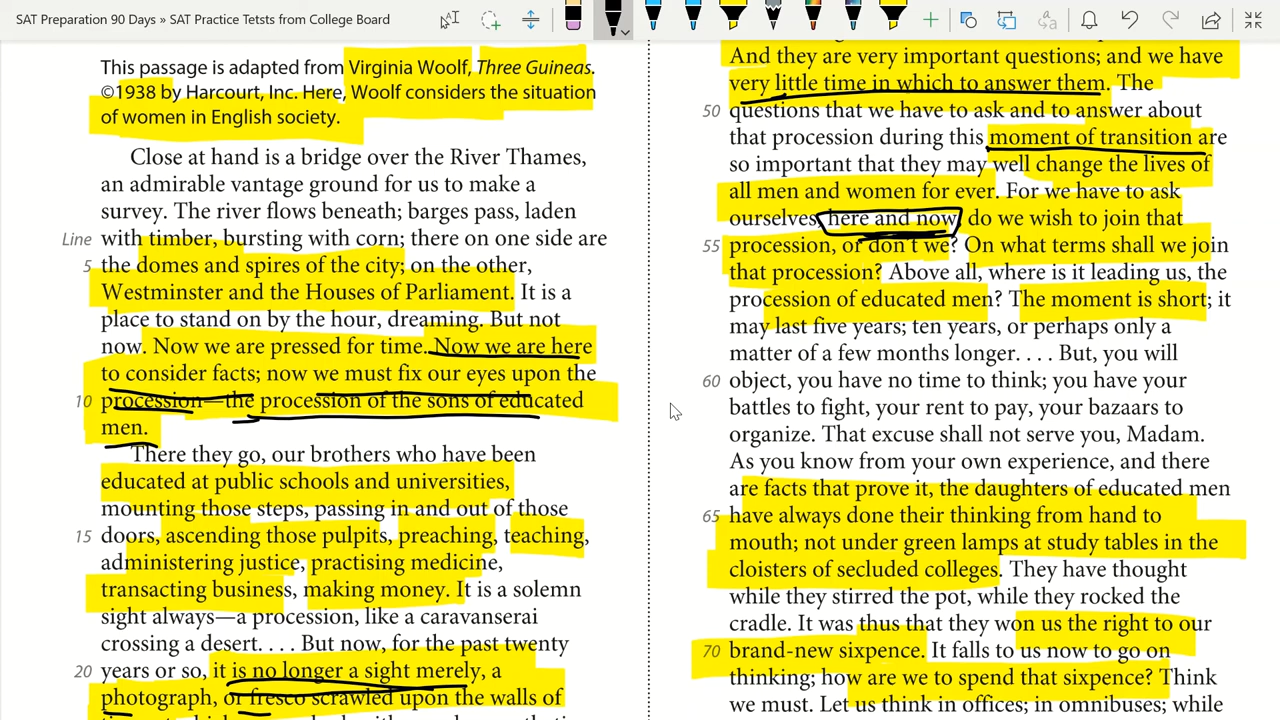 SAT Preparation 90 Days » SAT Practice Tetsts from College Board
This passage is adapted from Virginia Woolf, Three Guineas.
©1938 by Harcourt, Inc. Here, Woolf considers the situation
of women in English society.
Close at hand is a bridge over the River Thames,
an admirable vantage ground for us to make a
survey. The river flows beneath; barges pass, laden
Line with timber, bursting with corn; there on one side are
5 the domes and spires of the city; on the other,
Westminster and the Houses of Parliament. It is a
place to stand on by the hour, dreaming. But not
now. Now we are pressed for time. Now we are here
to consider facts; now we must fix our eyes upon the
10 procession—the procession of the sons of educated
men.
There they go, our brothers who have been
educated at public schools and universities,
mounting those steps, passing in and out of those
15 doors, ascending those pulpits, preaching, teaching,
administering justice, practising medicine,
transacting business, making money. It is a solemn
sight always—a procession, like a caravanserai
crossing a desert. . . . But now, for the past twenty
20 years or so, it is no longer a sight merely, a
photograph, or fresco scrawled upon the walls of
And they are very important questions; and we have
very little time in which to answer them. The
50 questions that we have to ask and to answer about
that procession during this moment of transition are
so important that they may well change the lives of
all men and women for ever. For we have to ask
ourselves, here and now, do we wish to join that
55 procession, or don't we? On what terms shall we join
that procession? Above all, where is it leading us, the
procession of educated men? The moment is short; it
may last five years; ten years, or perhaps only a
matter of a few months longer. . . . But, you will
60 object, you have no time to think; you have your
battles to fight, your rent to pay, your bazaars to
organize. That excuse shall not serve you, Madam.
As you know from your own experience, and there
are facts that prove it, the daughters of educated men
65 have always done their thinking from hand to
mouth; not under green lamps at study tables in the
cloisters of secluded colleges. They have thought
while they stirred the pot, while they rocked the
cradle. It was thus that they won us the right to our
70 brand-new sixpence. It falls to us now to go on
thinking; how are we to spend that sixpence? Think
we must. Let us think in offices; in omnibuses; while